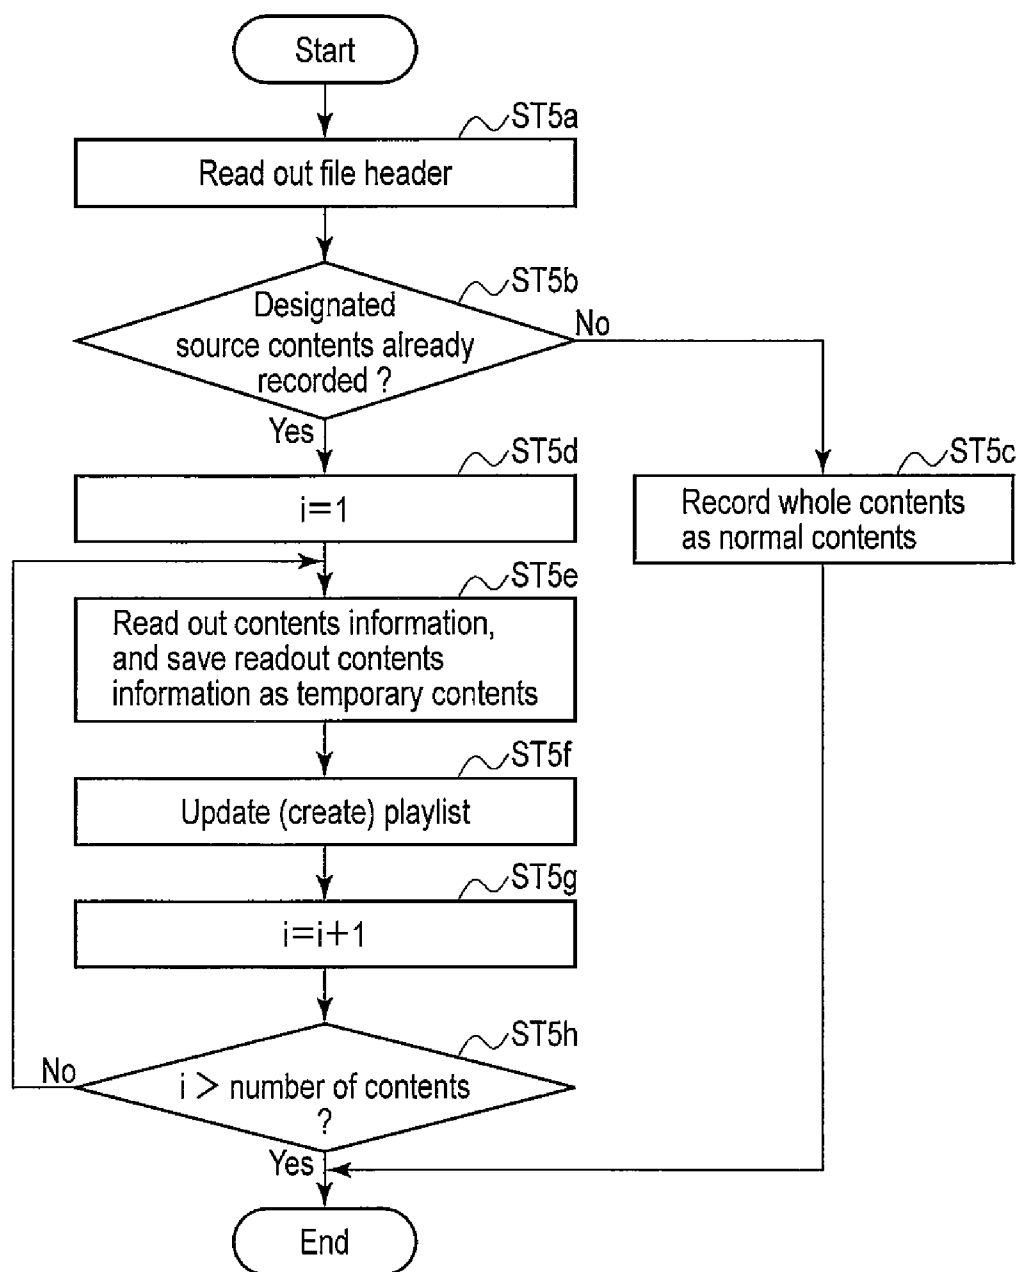 Start
ST5a
Read out file header
ST5b
Designated
source contents already
recorded ?
No
Yes
ST5d
i=1
ST5c
Record whole contents
as normal contents
ST5e
Read out contents information,
and save readout contents
information as temporary contents
ST5f
Update (create) playlist
ST5g
i=i+1
ST5h
No
i > number of contents
?
Yes
End